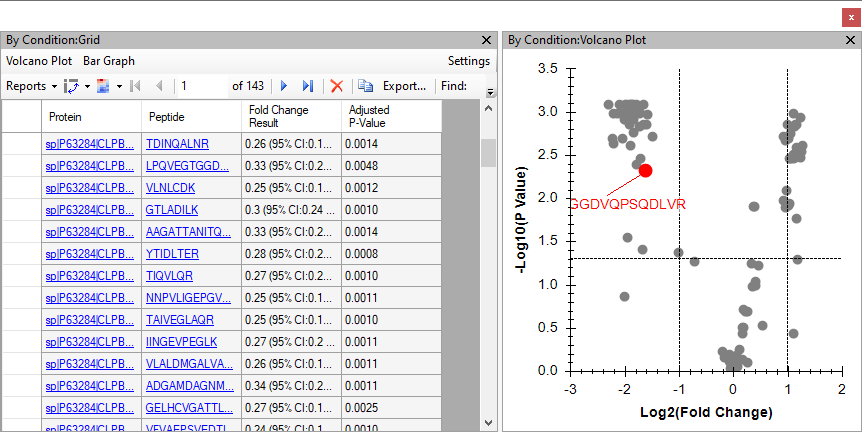 x
By Condition:Grid
Volcano Plot Bar Graph Settings
Reports 1 of 143 Export... Find:
Protein Peptide Fold Change Result Adjusted P-Value
sp|P63284|CLPB... TDINQALNR 0.26 (95% CI:0.1... 0.0014
sp|P63284|CLPB... LPQVEGTGGD... 0.33 (95% CI:0.2... 0.0048
sp|P63284|CLPB... VLNLCDK 0.25 (95% CI:0.1... 0.0012
sp|P63284|CLPB... GTLADILK 0.3 (95% CI:0.24 ... 0.0010
sp|P63284|CLPB... AAGATTANITQ... 0.33 (95% CI:0.2... 0.0014
sp|P63284|CLPB... YTIDLTER 0.28 (95% CI:0.2... 0.0008
sp|P63284|CLPB... TIQVLQR 0.27 (95% CI:0.2... 0.0010
sp|P63284|CLPB... NNPVLIGEPGV... 0.25 (95% CI:0.1... 0.0011
sp|P63284|CLPB... TAIVEGLAQR 0.25 (95% CI:0.1... 0.0010
sp|P63284|CLPB... IINGEVPEGLK 0.27 (95% CI:0.2 ... 0.0011
sp|P63284|CLPB... VLALDMGALVA... 0.26 (95% CI:0.1... 0.0011
sp|P63284|CLPB... ADGAMDAGNM... 0.34 (95% CI:0.2... 0.0011
sp|P63284|CLPB... GELHCVGATTL... 0.27 (95% CI:0.1... 0.0025
sp|P63284|CLPB... VFVAEPSVEDTI... 0.24 (95% CI:0.1... 0.0010
By Condition:Volcano Plot
-Log10(P Value)
3.5
3.0
2.5
2.0
1.5
1.0
0.5
0.0
GGDVQPSQDLVR
-3 -2 -1 0 1 2
Log2(Fold Change)